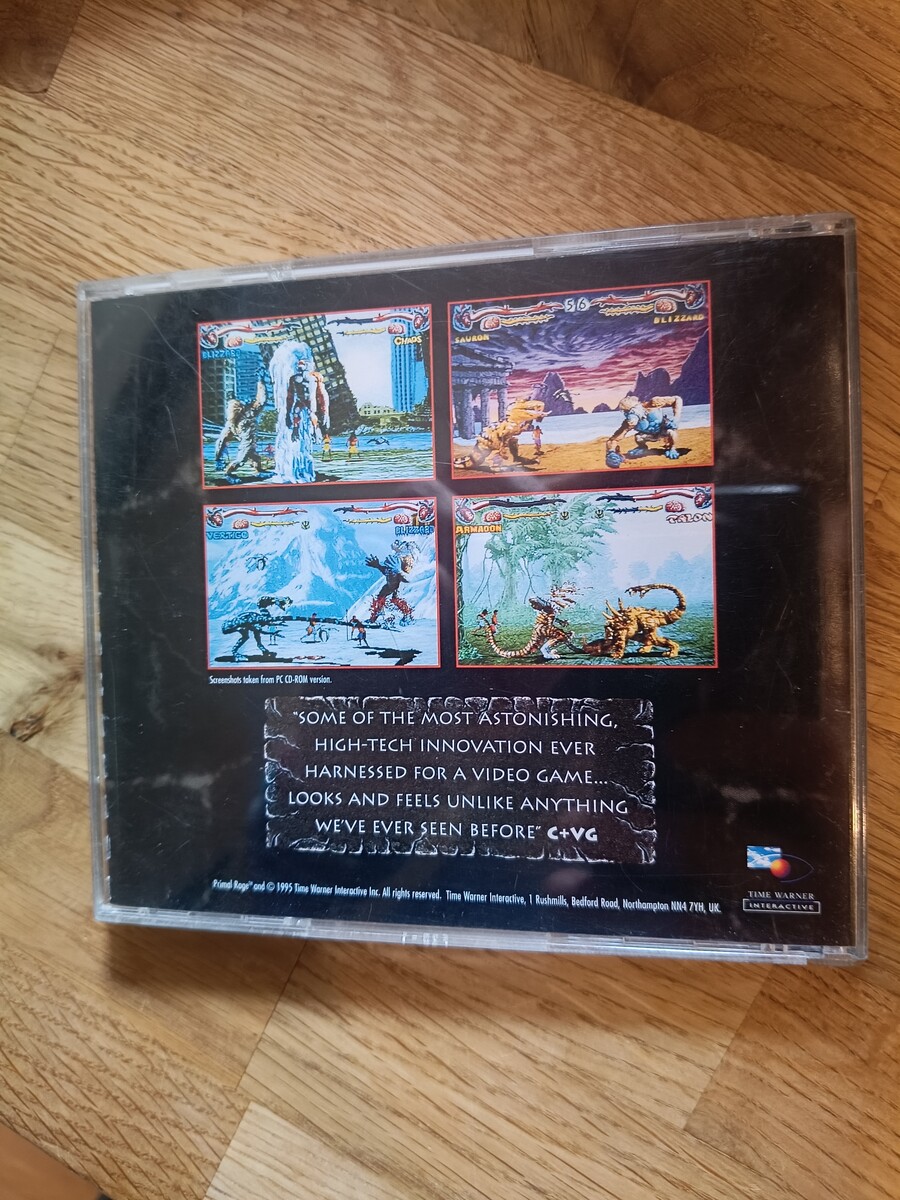 BLIZZARD CHAOS
56
SAURON BLIZZARD
VERTIGO BLIZZARD
ARMADON TALON
Screenshots taken from PC CD-ROM version.
"SOME OF THE MOST ASTONISHING,
HIGH-TECH INNOVATION EVER
HARNESSED FOR A VIDEO GAME...
LOOKS AND FEELS UNLIKE ANYTHING
WE'VE EVER SEEN BEFORE" C+VG
Primal Rage™ and © 1995 Time Warner Interactive Inc. All rights reserved. Time Warner Interactive, 1 Rushmills, Bedford Road, Northampton NN4 7YH, UK.
TIME WARNER
INTERACTIVE